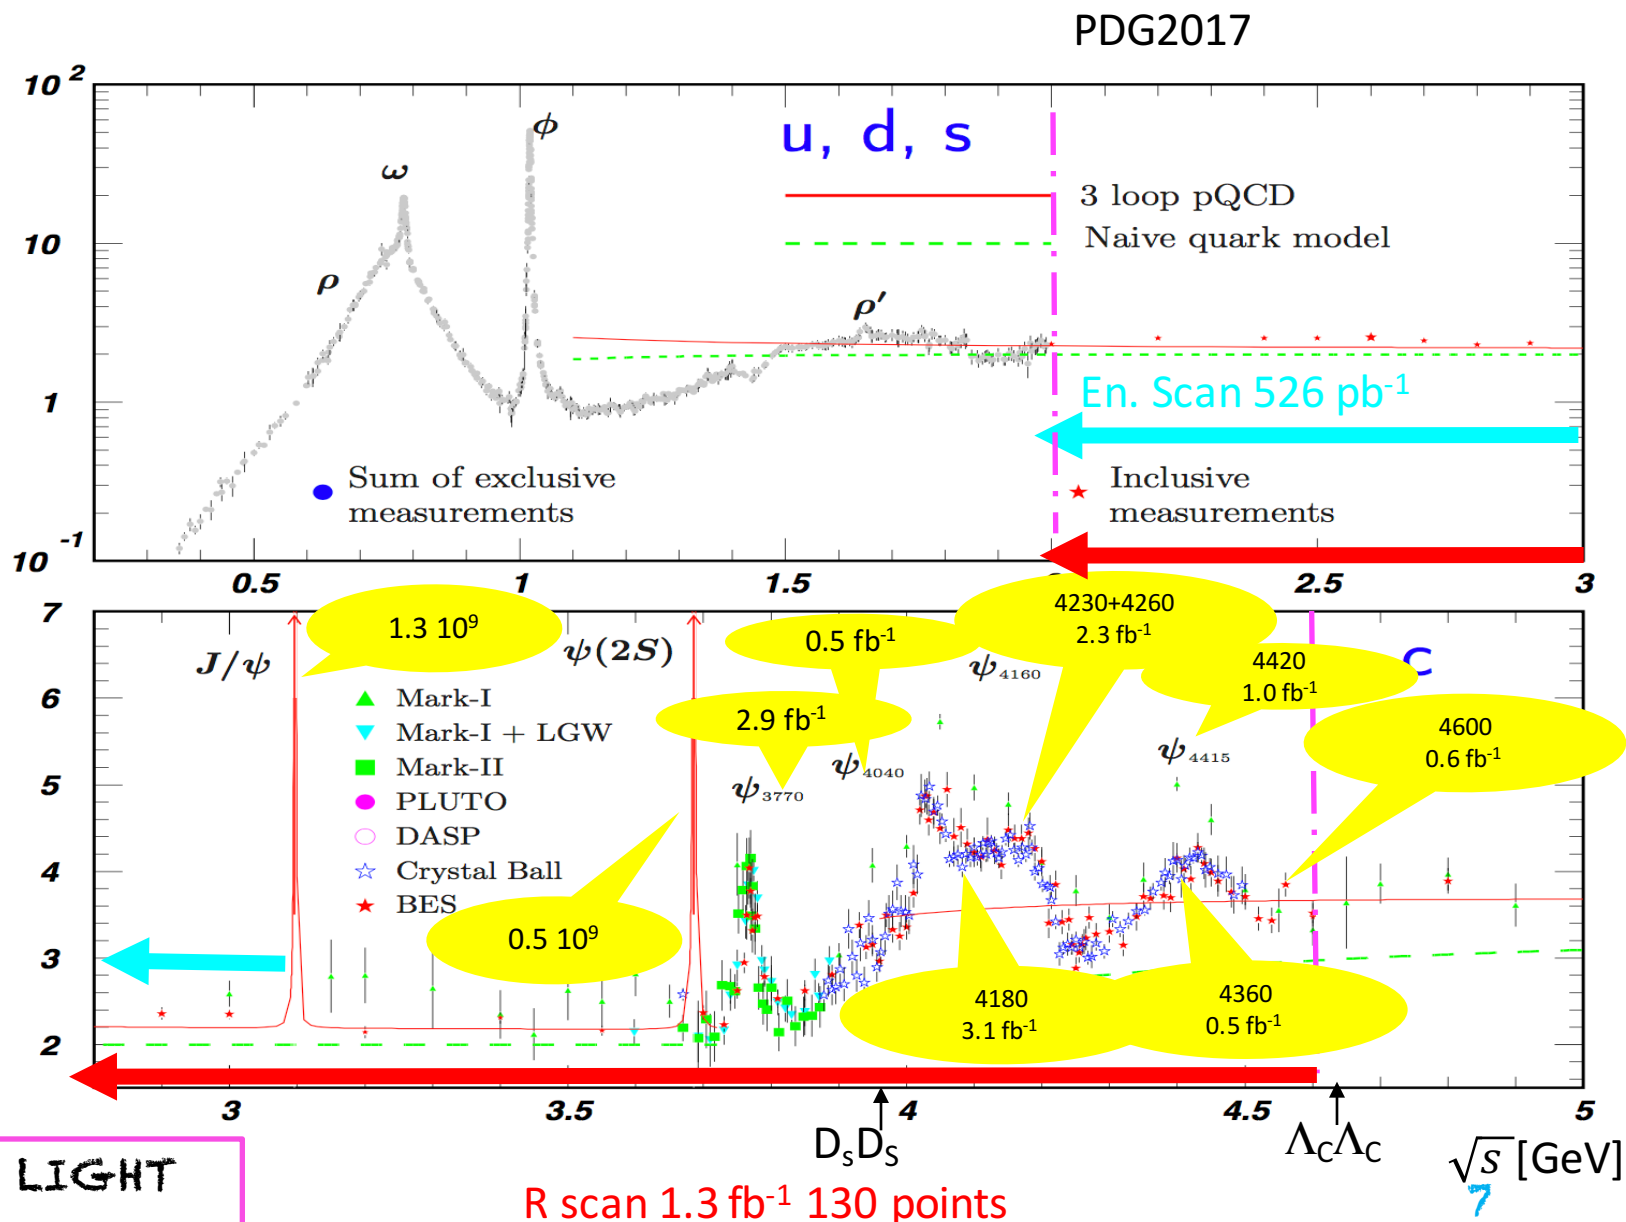 PDG2017
10 2
ϕ
u, d, s
ω
3 loop pQCD
10
Naive quark model
ρ
ρ′
1
En. Scan 526 pb-1
Sum of exclusive
measurements
Inclusive
measurements
10 -1
0.5 1 1.5 2.5 3
7
J/ψ
1.3 10⁹
ψ(2S)
0.5 fb-1
4230+4260
2.3 fb-1
ψ4160
4420
1.0 fb-1
c
6
Mark-I
Mark-I + LGW
Mark-II
PLUTO
DASP
Crystal Ball
BES
2.9 fb-1
4600
0.6 fb-1
5
ψ3770
ψ4040
ψ4415
4
0.5 10⁹
3
4180
3.1 fb-1
4360
0.5 fb-1
2
3 3.5 4 4.5 5
DsDS
ΛCΛC
√s [GeV]
LIGHT
R scan 1.3 fb-1 130 points
7